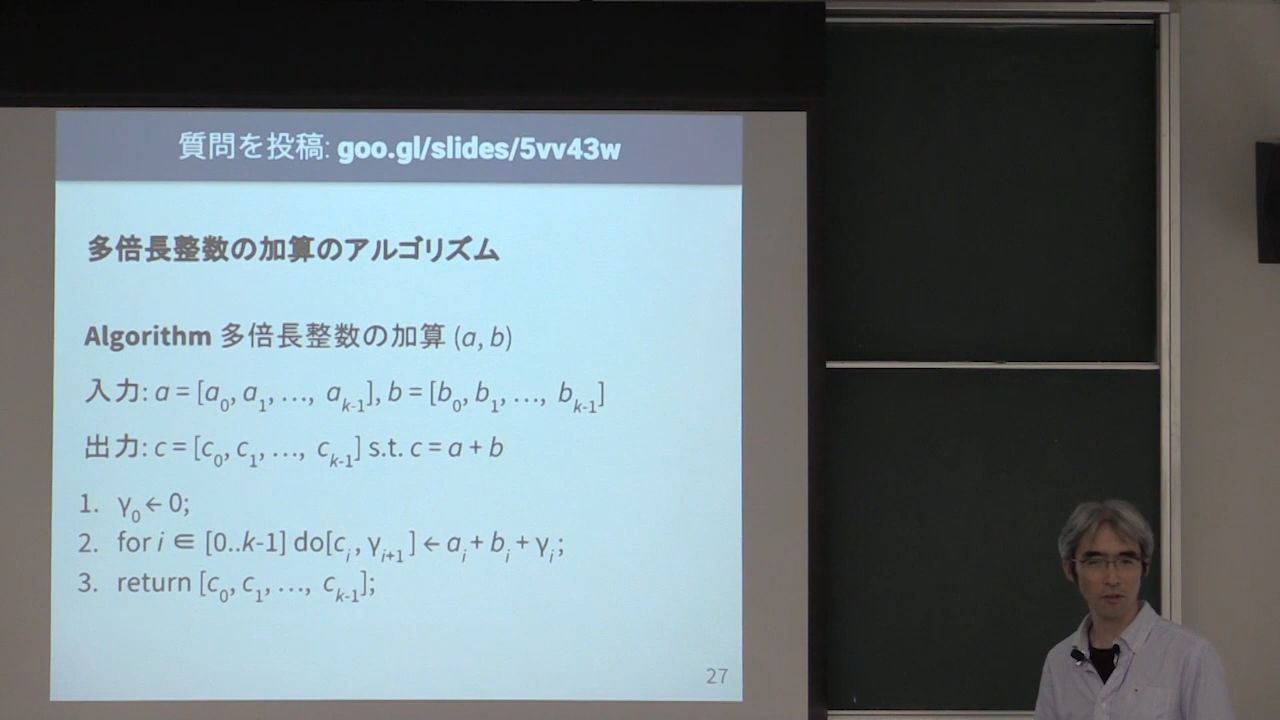 質問を投稿: goo.gl/slides/5vv43w
多倍長整数の加算のアルゴリズム
Algorithm 多倍長整数の加算 (a, b)
入力: a = [a₀, a₁, …, aₖ₋₁], b = [b₀, b₁, …, bₖ₋₁]
出力: c = [c₀, c₁, …, cₖ₋₁] s.t. c = a + b
1. γ₀ ← 0;
2. for i ∈ [0..k-1] do[cᵢ, γᵢ₊₁] ← aᵢ + bᵢ + γᵢ;
3. return [c₀, c₁, …, cₖ₋₁];
27